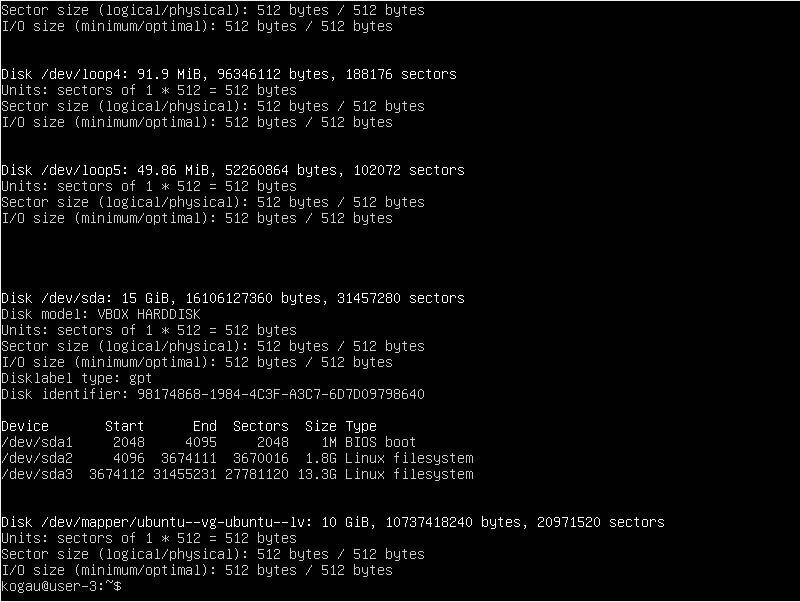 Sector size (logical/physical): 512 bytes / 512 bytes
I/O size (minimum/optimal): 512 bytes / 512 bytes
Disk /dev/loop4: 91.9 MiB, 96346112 bytes, 188176 sectors
Units: sectors of 1 * 512 = 512 bytes
Sector size (logical/physical): 512 bytes / 512 bytes
I/O size (minimum/optimal): 512 bytes / 512 bytes
Disk /dev/loop5: 49.86 MiB, 52260864 bytes, 102072 sectors
Units: sectors of 1 * 512 = 512 bytes
Sector size (logical/physical): 512 bytes / 512 bytes
I/O size (minimum/optimal): 512 bytes / 512 bytes
Disk /dev/sda: 15 GiB, 16106127360 bytes, 31457280 sectors
Disk model: VBOX HARDDISK
Units: sectors of 1 * 512 = 512 bytes
Sector size (logical/physical): 512 bytes / 512 bytes
I/O size (minimum/optimal): 512 bytes / 512 bytes
Disklabel type: gpt
Disk identifier: 98174868-1984-4C3F-A3C7-6D7D09798640
Device       Start      End  Sectors  Size Type
/dev/sda1     2048     4095     2048    1M BIOS boot
/dev/sda2     4096  3674111  3670016  1.8G Linux filesystem
/dev/sda3  3674112 31455231 27781120 13.3G Linux filesystem
Disk /dev/mapper/ubuntu--vg-ubuntu--lv: 10 GiB, 10737418240 bytes, 20971520 sectors
Units: sectors of 1 * 512 = 512 bytes
Sector size (logical/physical): 512 bytes / 512 bytes
I/O size (minimum/optimal): 512 bytes / 512 bytes
kogau@user-3:~$